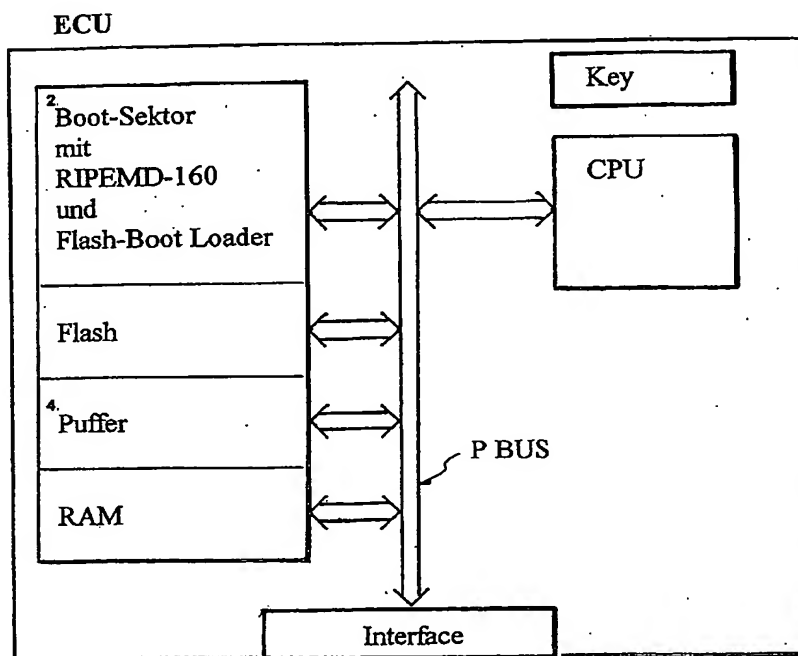 ECU
2.
Boot-Sektor
mit
RIPEMD-160
und
Flash-Boot Loader
Flash
4.
Puffer
RAM
Key
CPU
P BUS
Interface